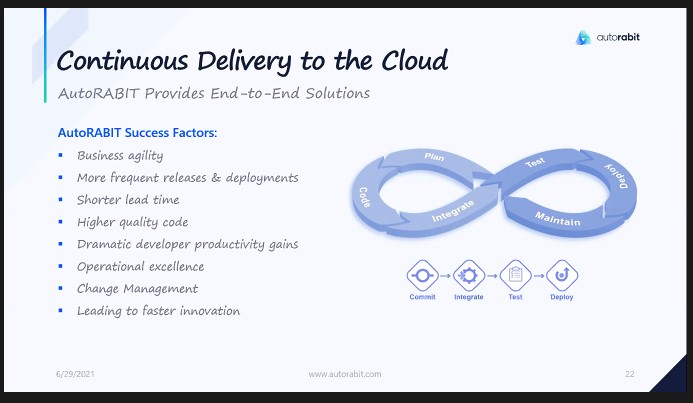 autorabit
Continuous Delivery to the Cloud
AutoRABIT Provides End-to-End Solutions
AutoRABIT Success Factors:
Business agility
More frequent releases & deployments
Shorter lead time
Higher quality code
Dramatic developer productivity gains
Operational excellence
Change Management
Leading to faster innovation
Plan
Code
Integrate
Test
Deploy
Maintain
Commit
Integrate
Test
Deploy
6/29/2021
www.autorabit.com
22